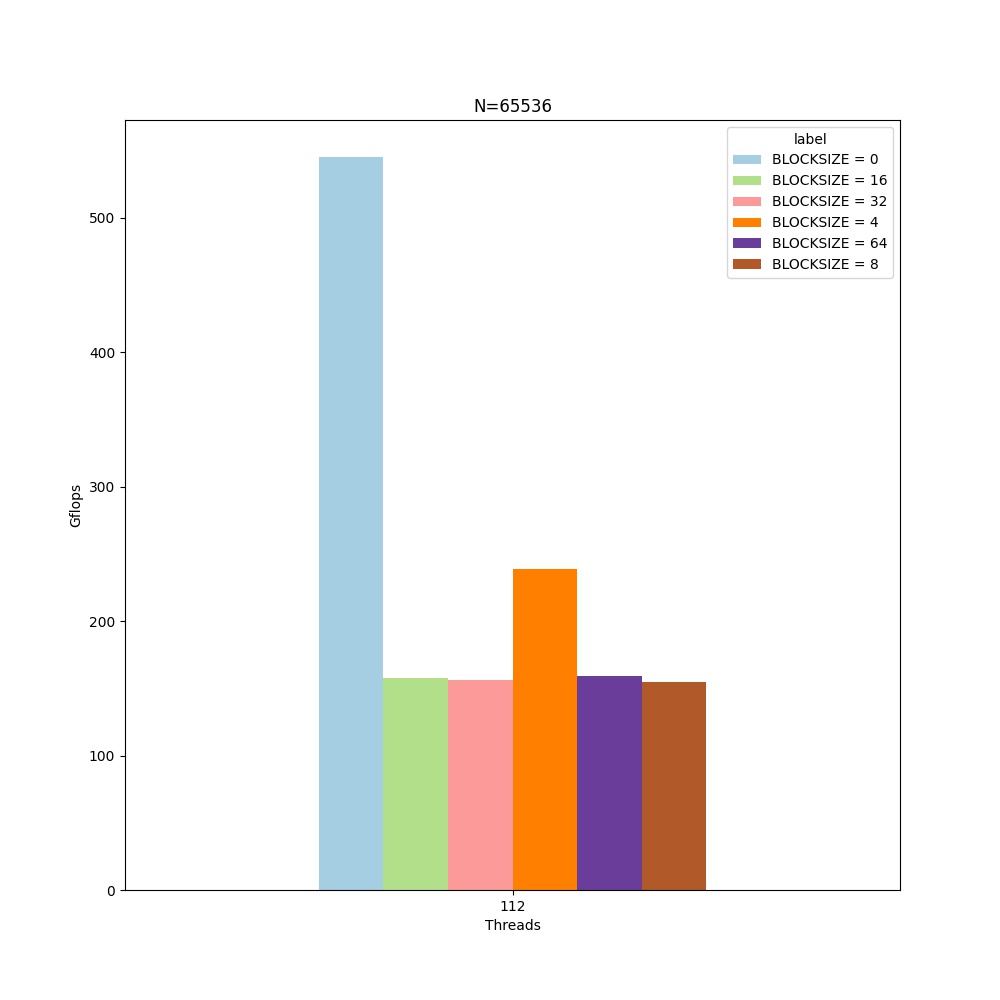 N=65536
label
BLOCKSIZE = 0
BLOCKSIZE = 16
BLOCKSIZE = 32
BLOCKSIZE = 4
BLOCKSIZE = 64
BLOCKSIZE = 8
500
400
300
200
100
0
Gflops
112
Threads